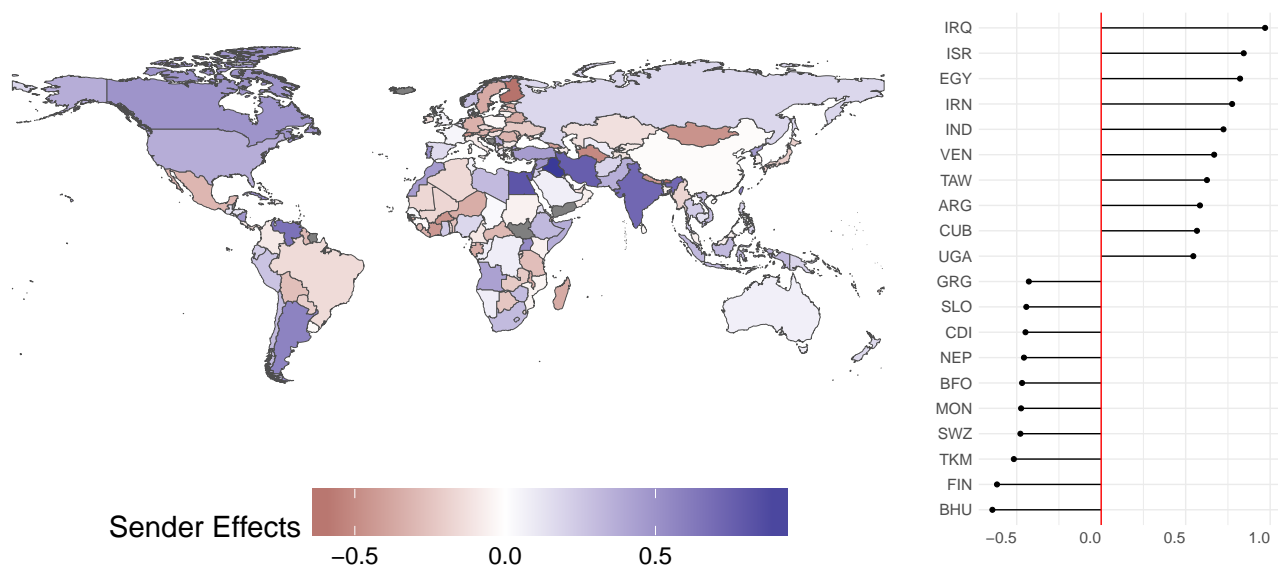 Sender Effects
−0.5 0.0 0.5
IRQ
ISR
EGY
IRN
IND
VEN
TAW
ARG
CUB
UGA
GRG
SLO
CDI
NEP
BFO
MON
SWZ
TKM
FIN
BHU
−0.5 0.0 0.5 1.0